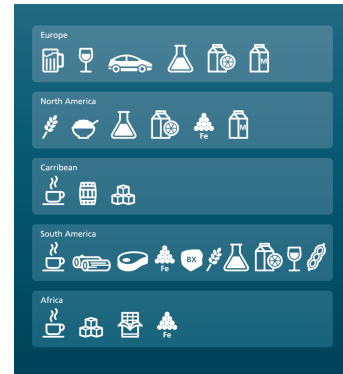 Europe
M
North America
Fe
M
Carribean
South America
Fe
BX
Africa
Fe